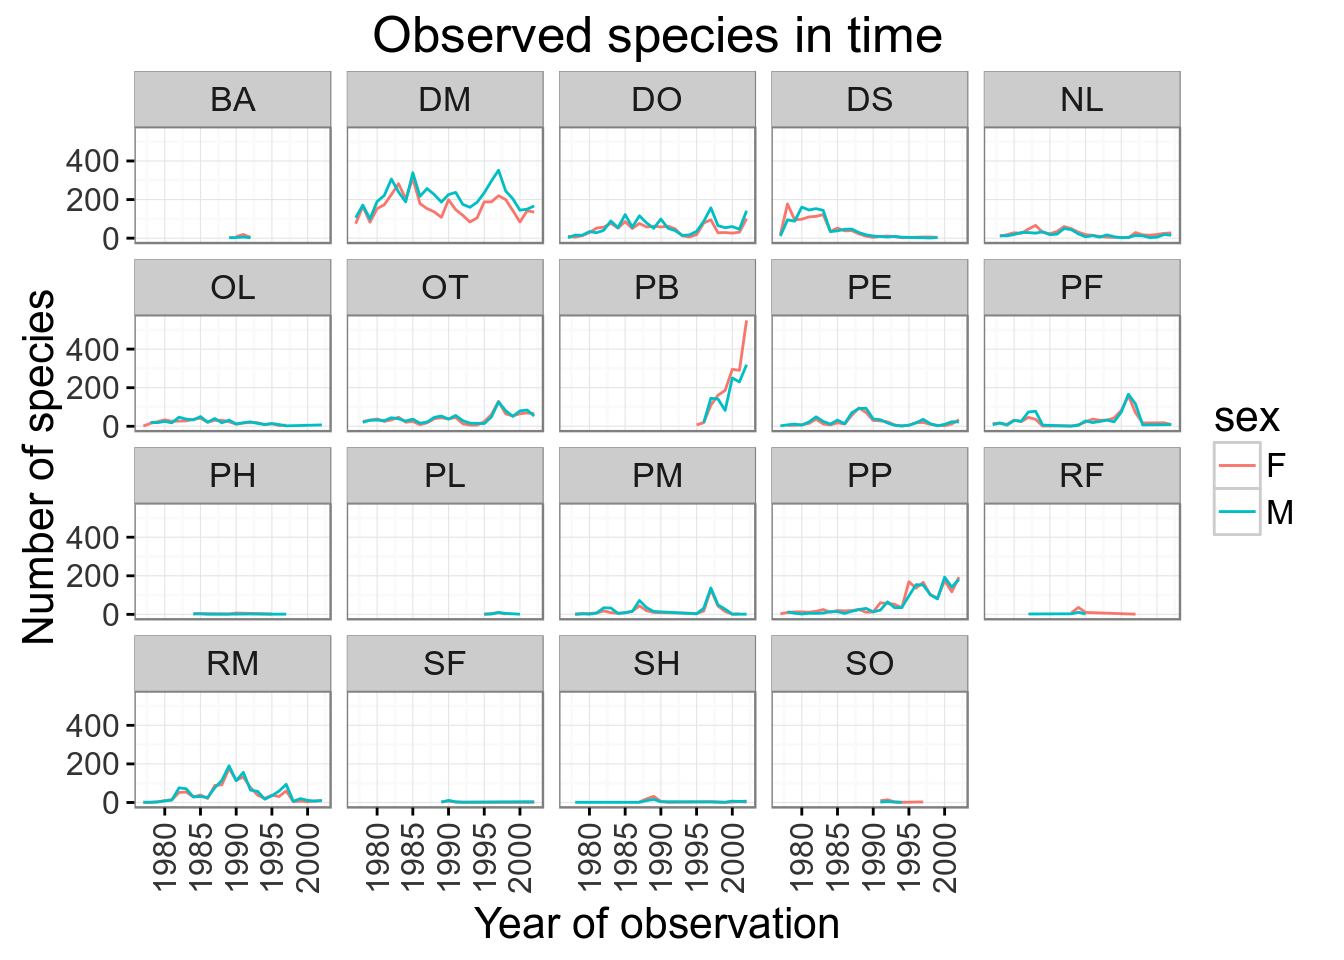 Observed species in time
BA DM DO DS NL
400
200
0
OL OT PB PE PF
400
200
0
PH PL PM PP RF
400
200
0
RM SF SH SO
400
200
0
1980 1985 1990 1995 2000 1980 1985 1990 1995 2000 1980 1985 1990 1995 2000 1980 1985 1990 1995 2000
Year of observation
Number of species
sex
F
M